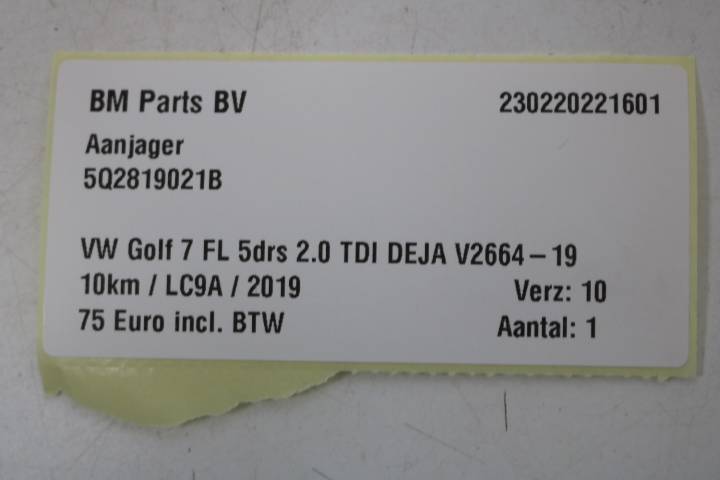 BM Parts BV 230220221601
Aanjager
5Q2819021B
VW Golf 7 FL 5drs 2.0 TDI DEJA V2664-19
10km / LC9A / 2019 Verz: 10
75 Euro incl. BTW Aantal: 1